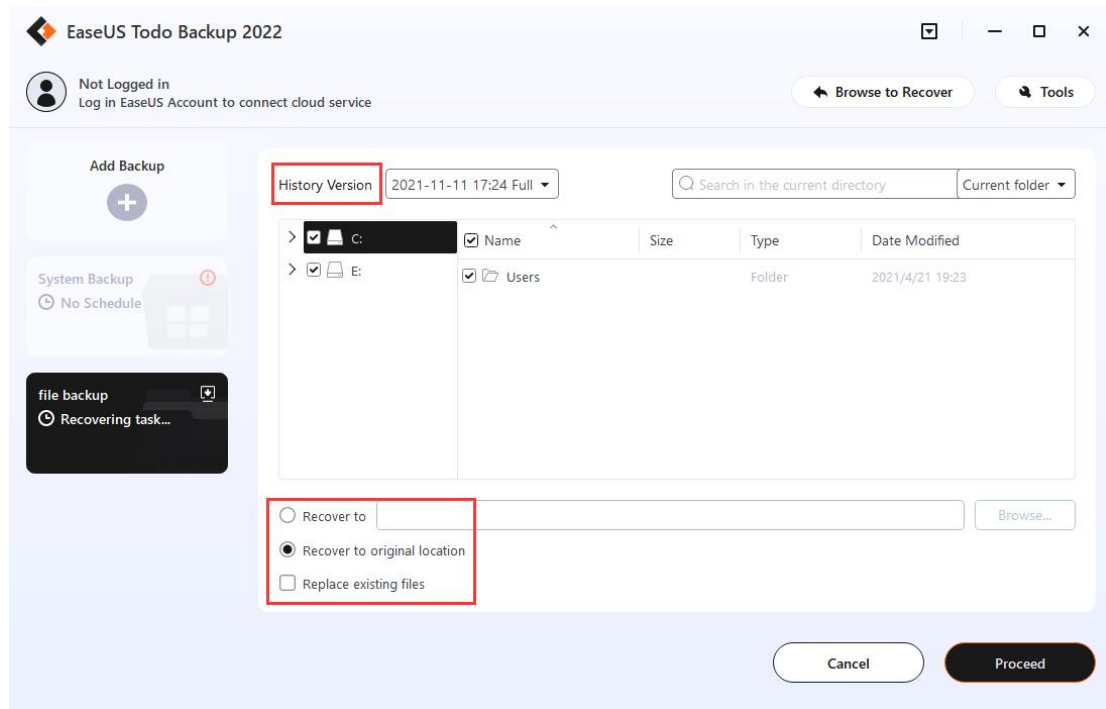 EaseUS Todo Backup 2022
Not Logged in
Log in EaseUS Account to connect cloud service
Browse to Recover
Tools
Add Backup
System Backup
No Schedule
file backup
Recovering task...
History Version
2021-11-11 17:24 Full
Search in the current directory
Current folder
C:
E:
Name
Size
Type
Date Modified
Users
Folder
2021/4/21 19:23
Recover to
Browse...
Recover to original location
Replace existing files
Cancel
Proceed